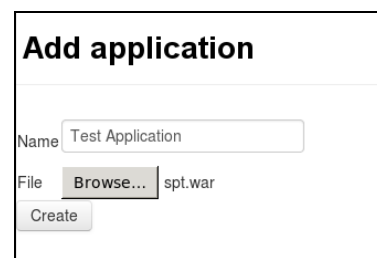 Add application
Name Test Application
File Browse... spt.war
Create